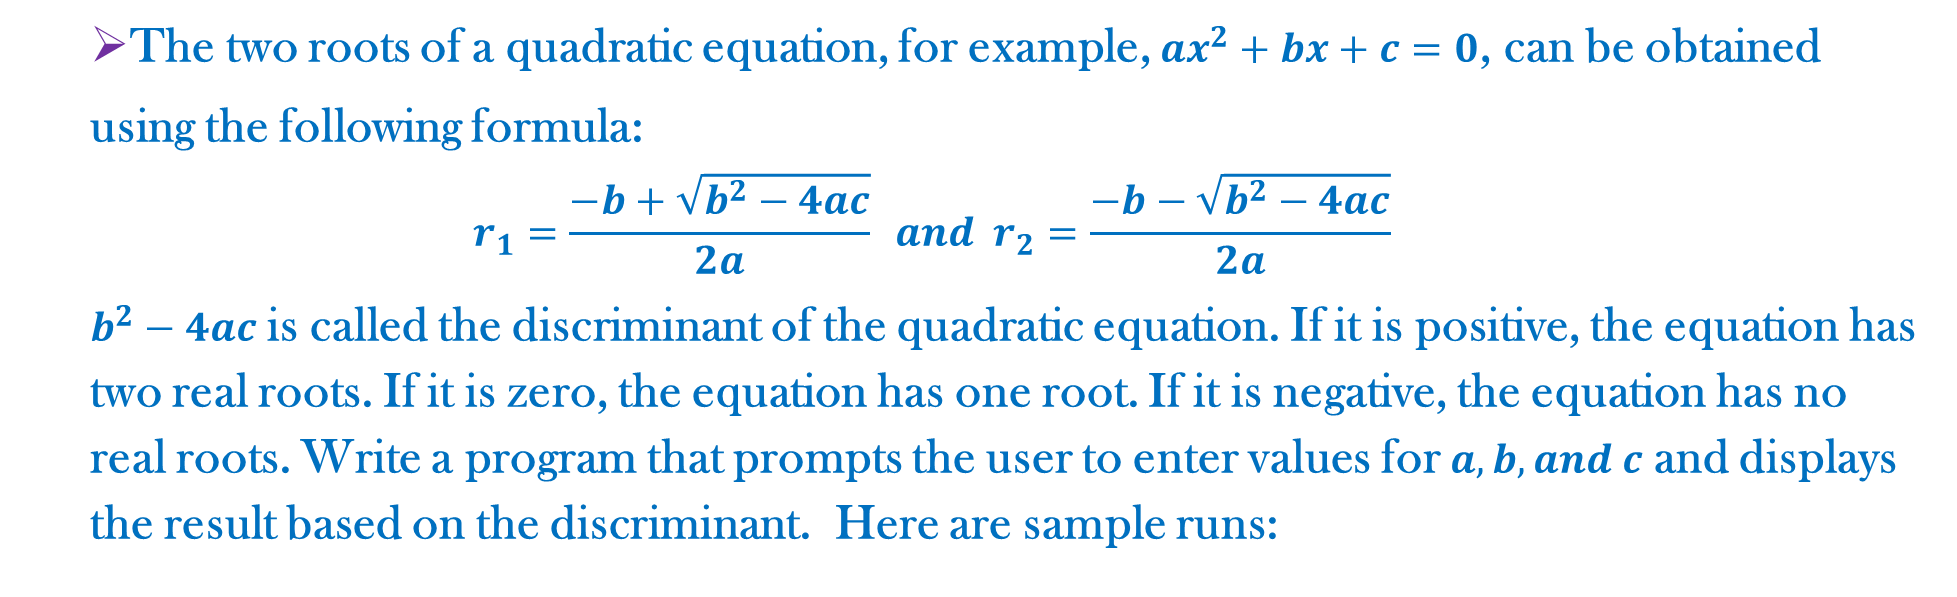 ➢The two roots of a quadratic equation, for example, ax² + bx + c = 0, can be obtained
using the following formula:
r₁ = (−b + √(b² − 4ac)) / 2a and r₂ = (−b − √(b² − 4ac)) / 2a
b² − 4ac is called the discriminant of the quadratic equation. If it is positive, the equation has
two real roots. If it is zero, the equation has one root. If it is negative, the equation has no
real roots. Write a program that prompts the user to enter values for a, b, and c and displays
the result based on the discriminant. Here are sample runs: